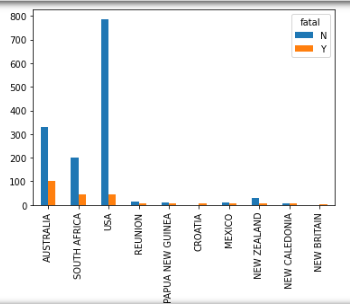 800
700
600
500
400
300
200
100
0
fatal
N
Y
AUSTRALIA
SOUTH AFRICA
USA
REUNION
PAPUA NEW GUINEA
CROATIA
MEXICO
NEW ZEALAND
NEW CALEDONIA
NEW BRITAIN